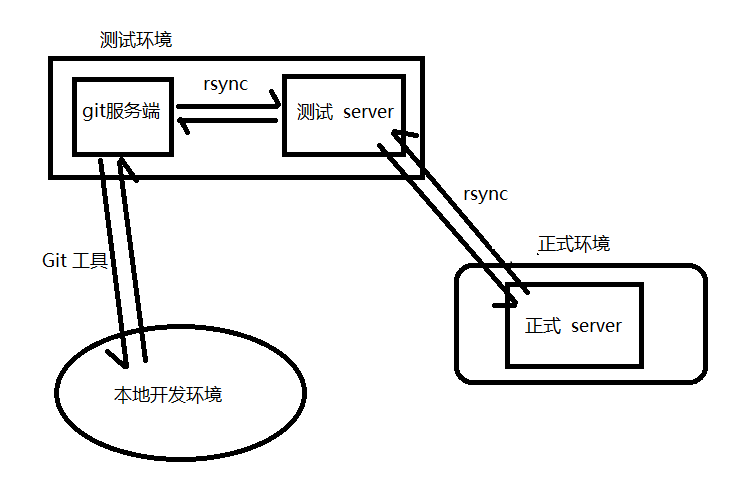 测试环境
rsync
git服务端
测试 server
rsync
正式环境
Git 工具
正式 server
本地开发环境